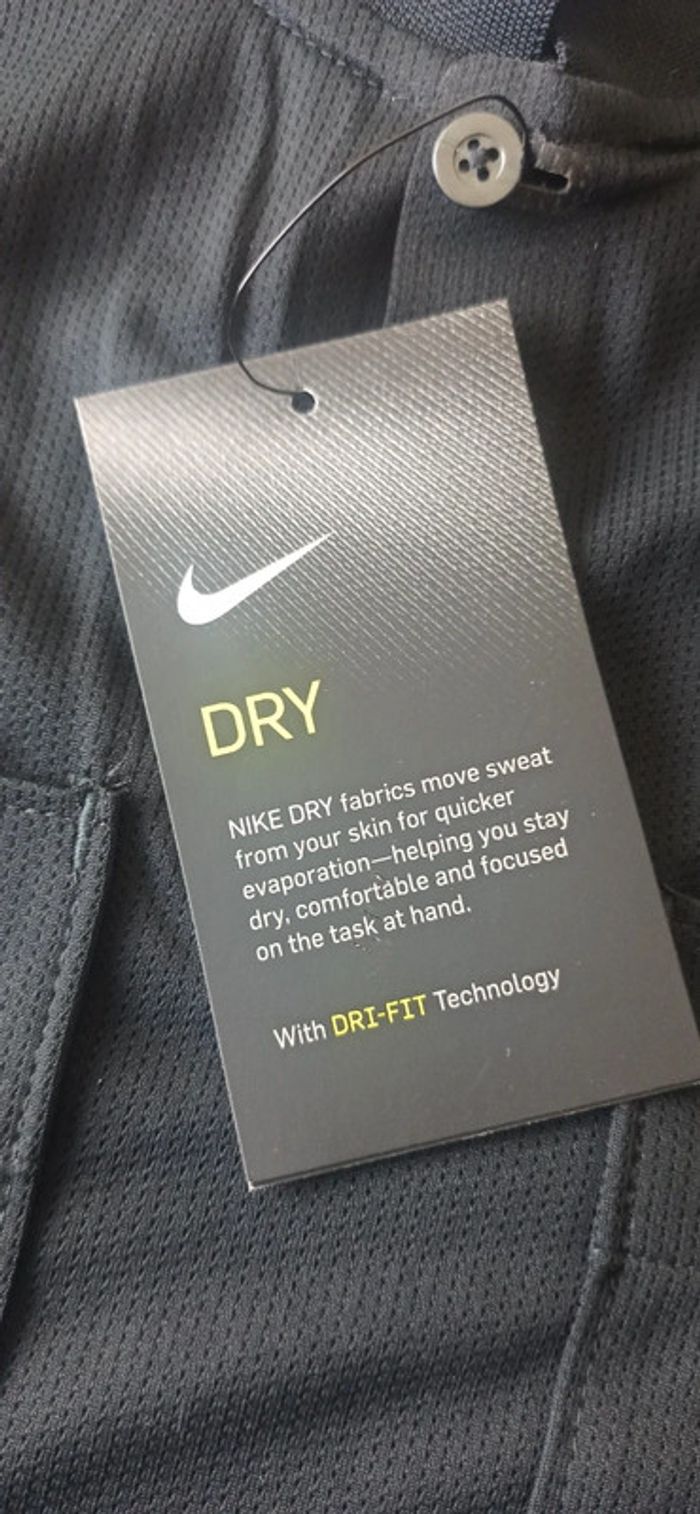 DRY
NIKE DRY fabrics move sweat
from your skin for quicker
evaporation—helping you stay
dry, comfortable and focused
on the task at hand.
With DRI-FIT Technology